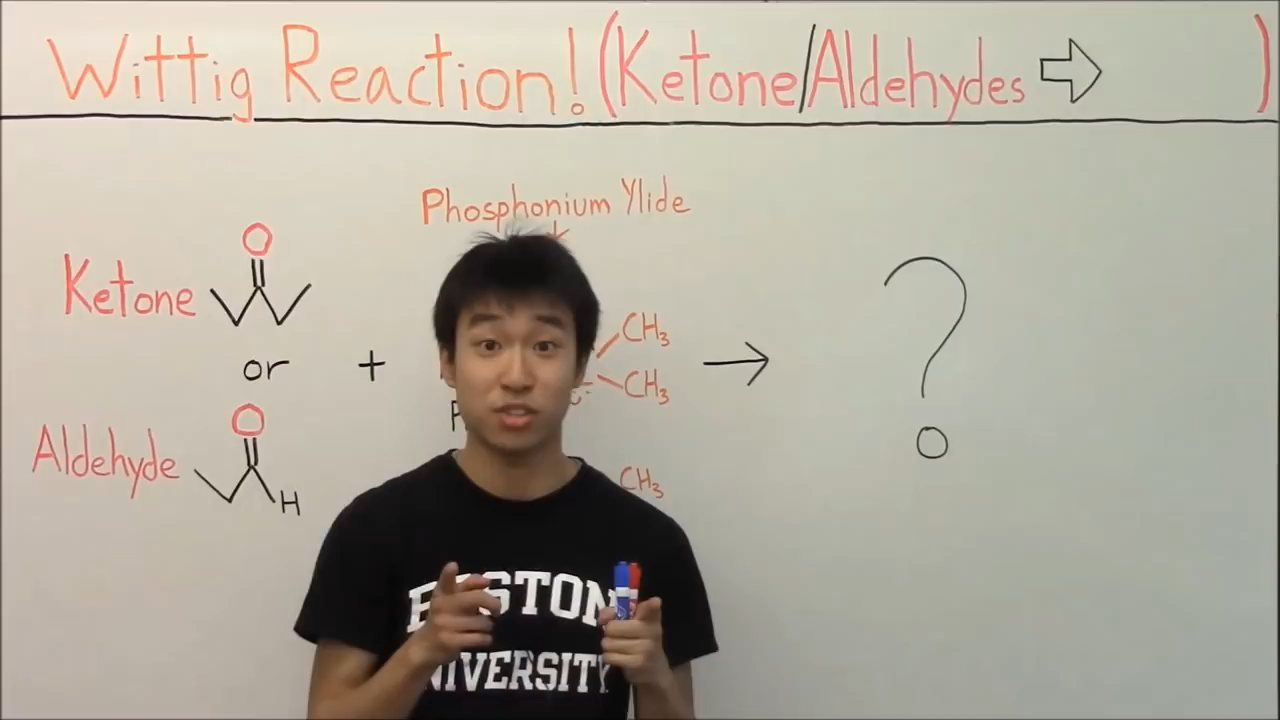 Wittig Reaction! (Ketone/Aldehydes ⇨ )
Phosphonium Ylide
Ketone
O
CH3
or
+
→
?
CH3
P
C:
Aldehyde
O
H
CH3
BOSTON
UNIVERSITY